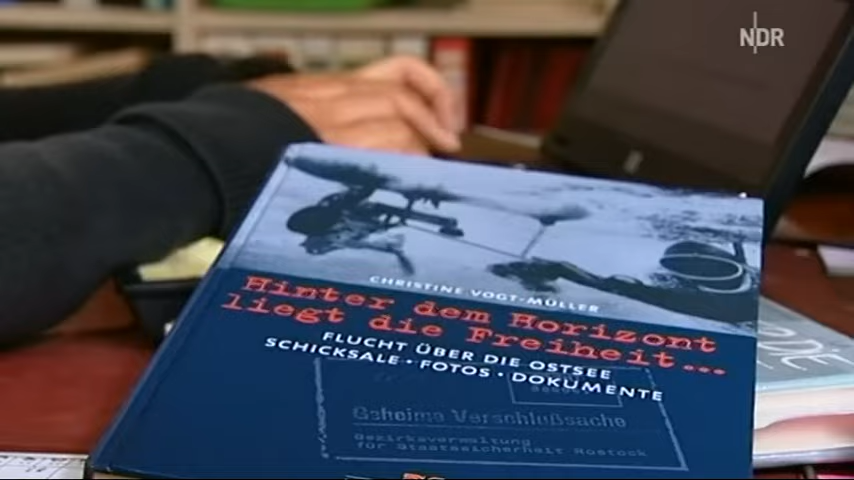 NDR
CHRISTINE VOGT-MÜLLER
Hinter dem Horizont
liegt die Freiheit...
FLUCHT ÜBER DIE OSTSEE
SCHICKSALE · FOTOS · DOKUMENTE
Geheime Verschlußsache
Bezirksverwaltung
für Staatssicherheit Rostock
DIE